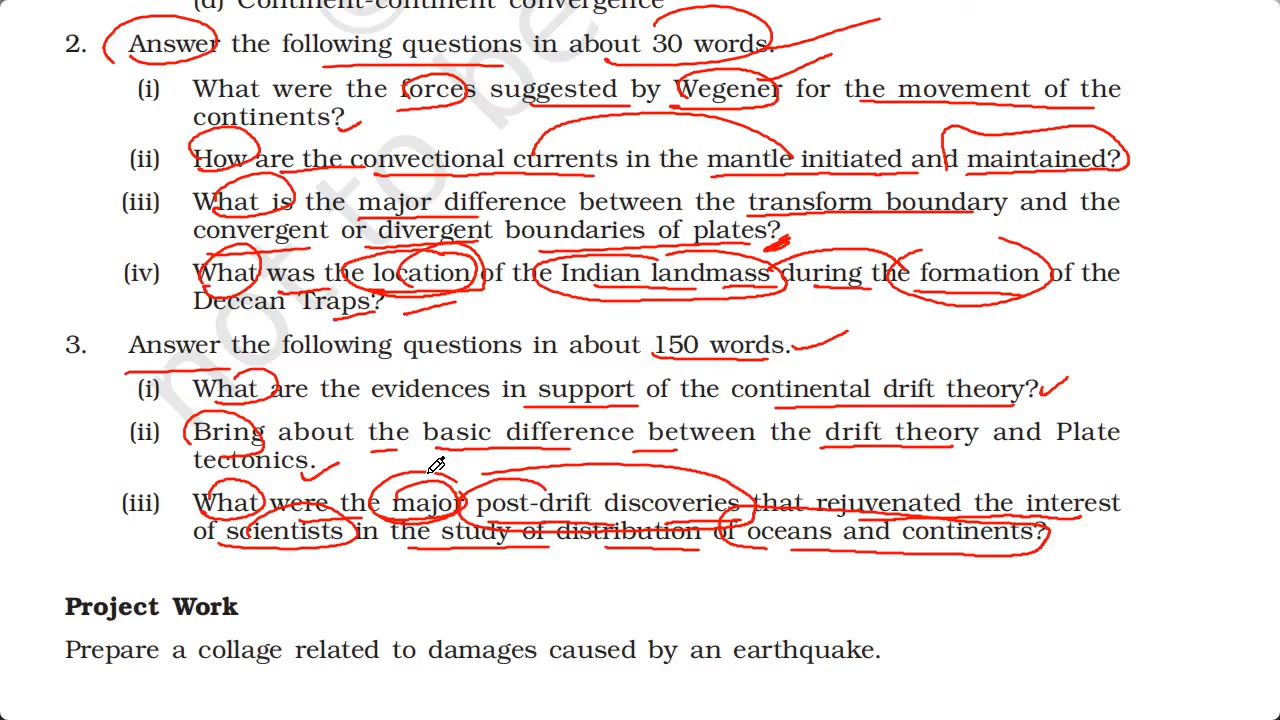 (d) Continent-continent convergence
2. Answer the following questions in about 30 words.
(i) What were the forces suggested by Wegener for the movement of the
continents?
(ii) How are the convectional currents in the mantle initiated and maintained?
(iii) What is the major difference between the transform boundary and the
convergent or divergent boundaries of plates?
(iv) What was the location of the Indian landmass during the formation of the
Deccan Traps?
3. Answer the following questions in about 150 words.
(i) What are the evidences in support of the continental drift theory?
(ii) Bring about the basic difference between the drift theory and Plate
tectonics.
(iii) What were the major post-drift discoveries that rejuvenated the interest
of scientists in the study of distribution of oceans and continents?
Project Work
Prepare a collage related to damages caused by an earthquake.
not to be